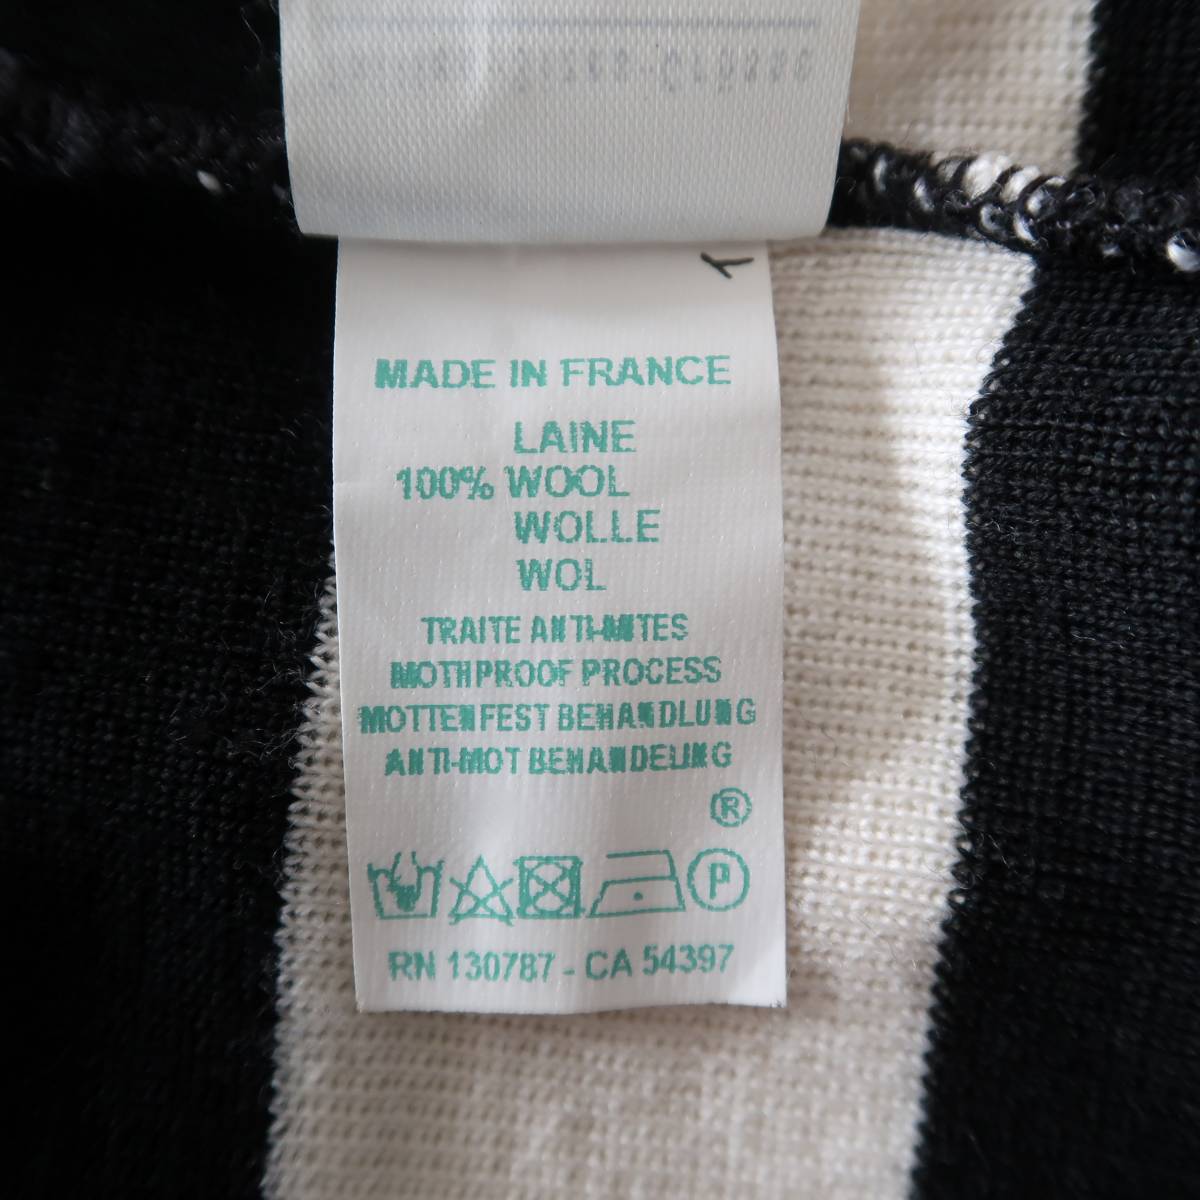 MADE IN FRANCE
LAINE
100% WOOL
WOLLE
WOL
TRAITE ANTI-MITES
MOTHPROOF PROCESS
MOTTENFEST BEHANDLUNG
ANTI-MOT BEHANDELING
®
P
RN 130787 - CA 54397